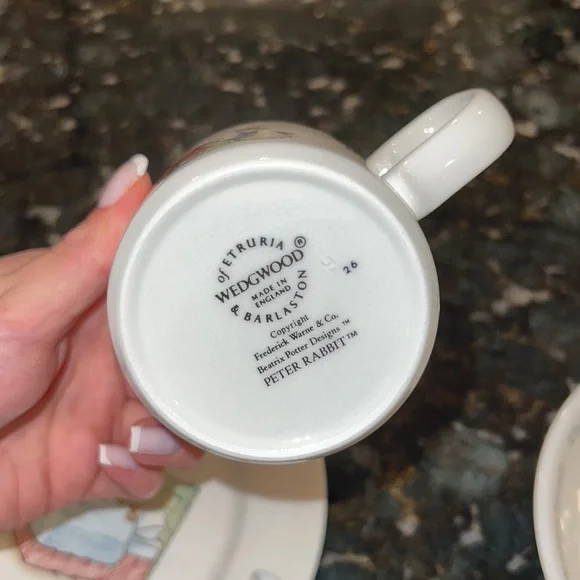 of ETRURIA
WEDGWOOD®
MADE IN
ENGLAND
& BARLASTON
26
Copyright
Frederick Warne & Co.
Beatrix Potter Designs™
PETER RABBIT™